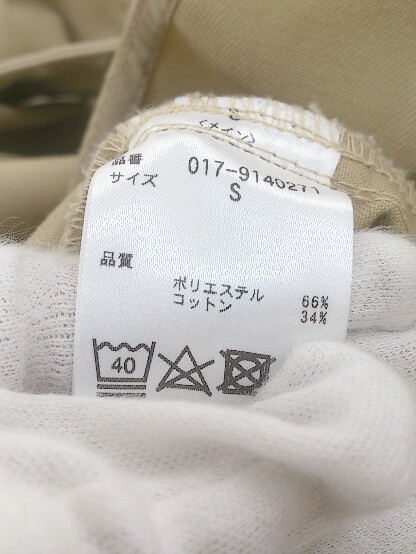 <メイン>
品番 017-9140271
サイズ S
品質
ポリエステル 66%
コットン 34%
40